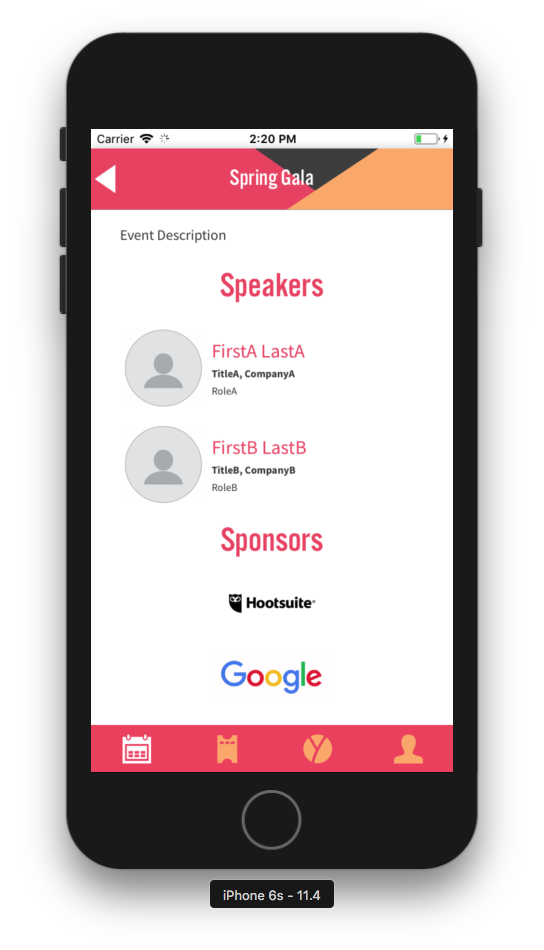 Carrier 2:20 PM
Spring Gala
Event Description
Speakers
FirstA LastA
TitleA, CompanyA
RoleA
FirstB LastB
TitleB, CompanyB
RoleB
Sponsors
Hootsuite
Google
iPhone 6s - 11.4